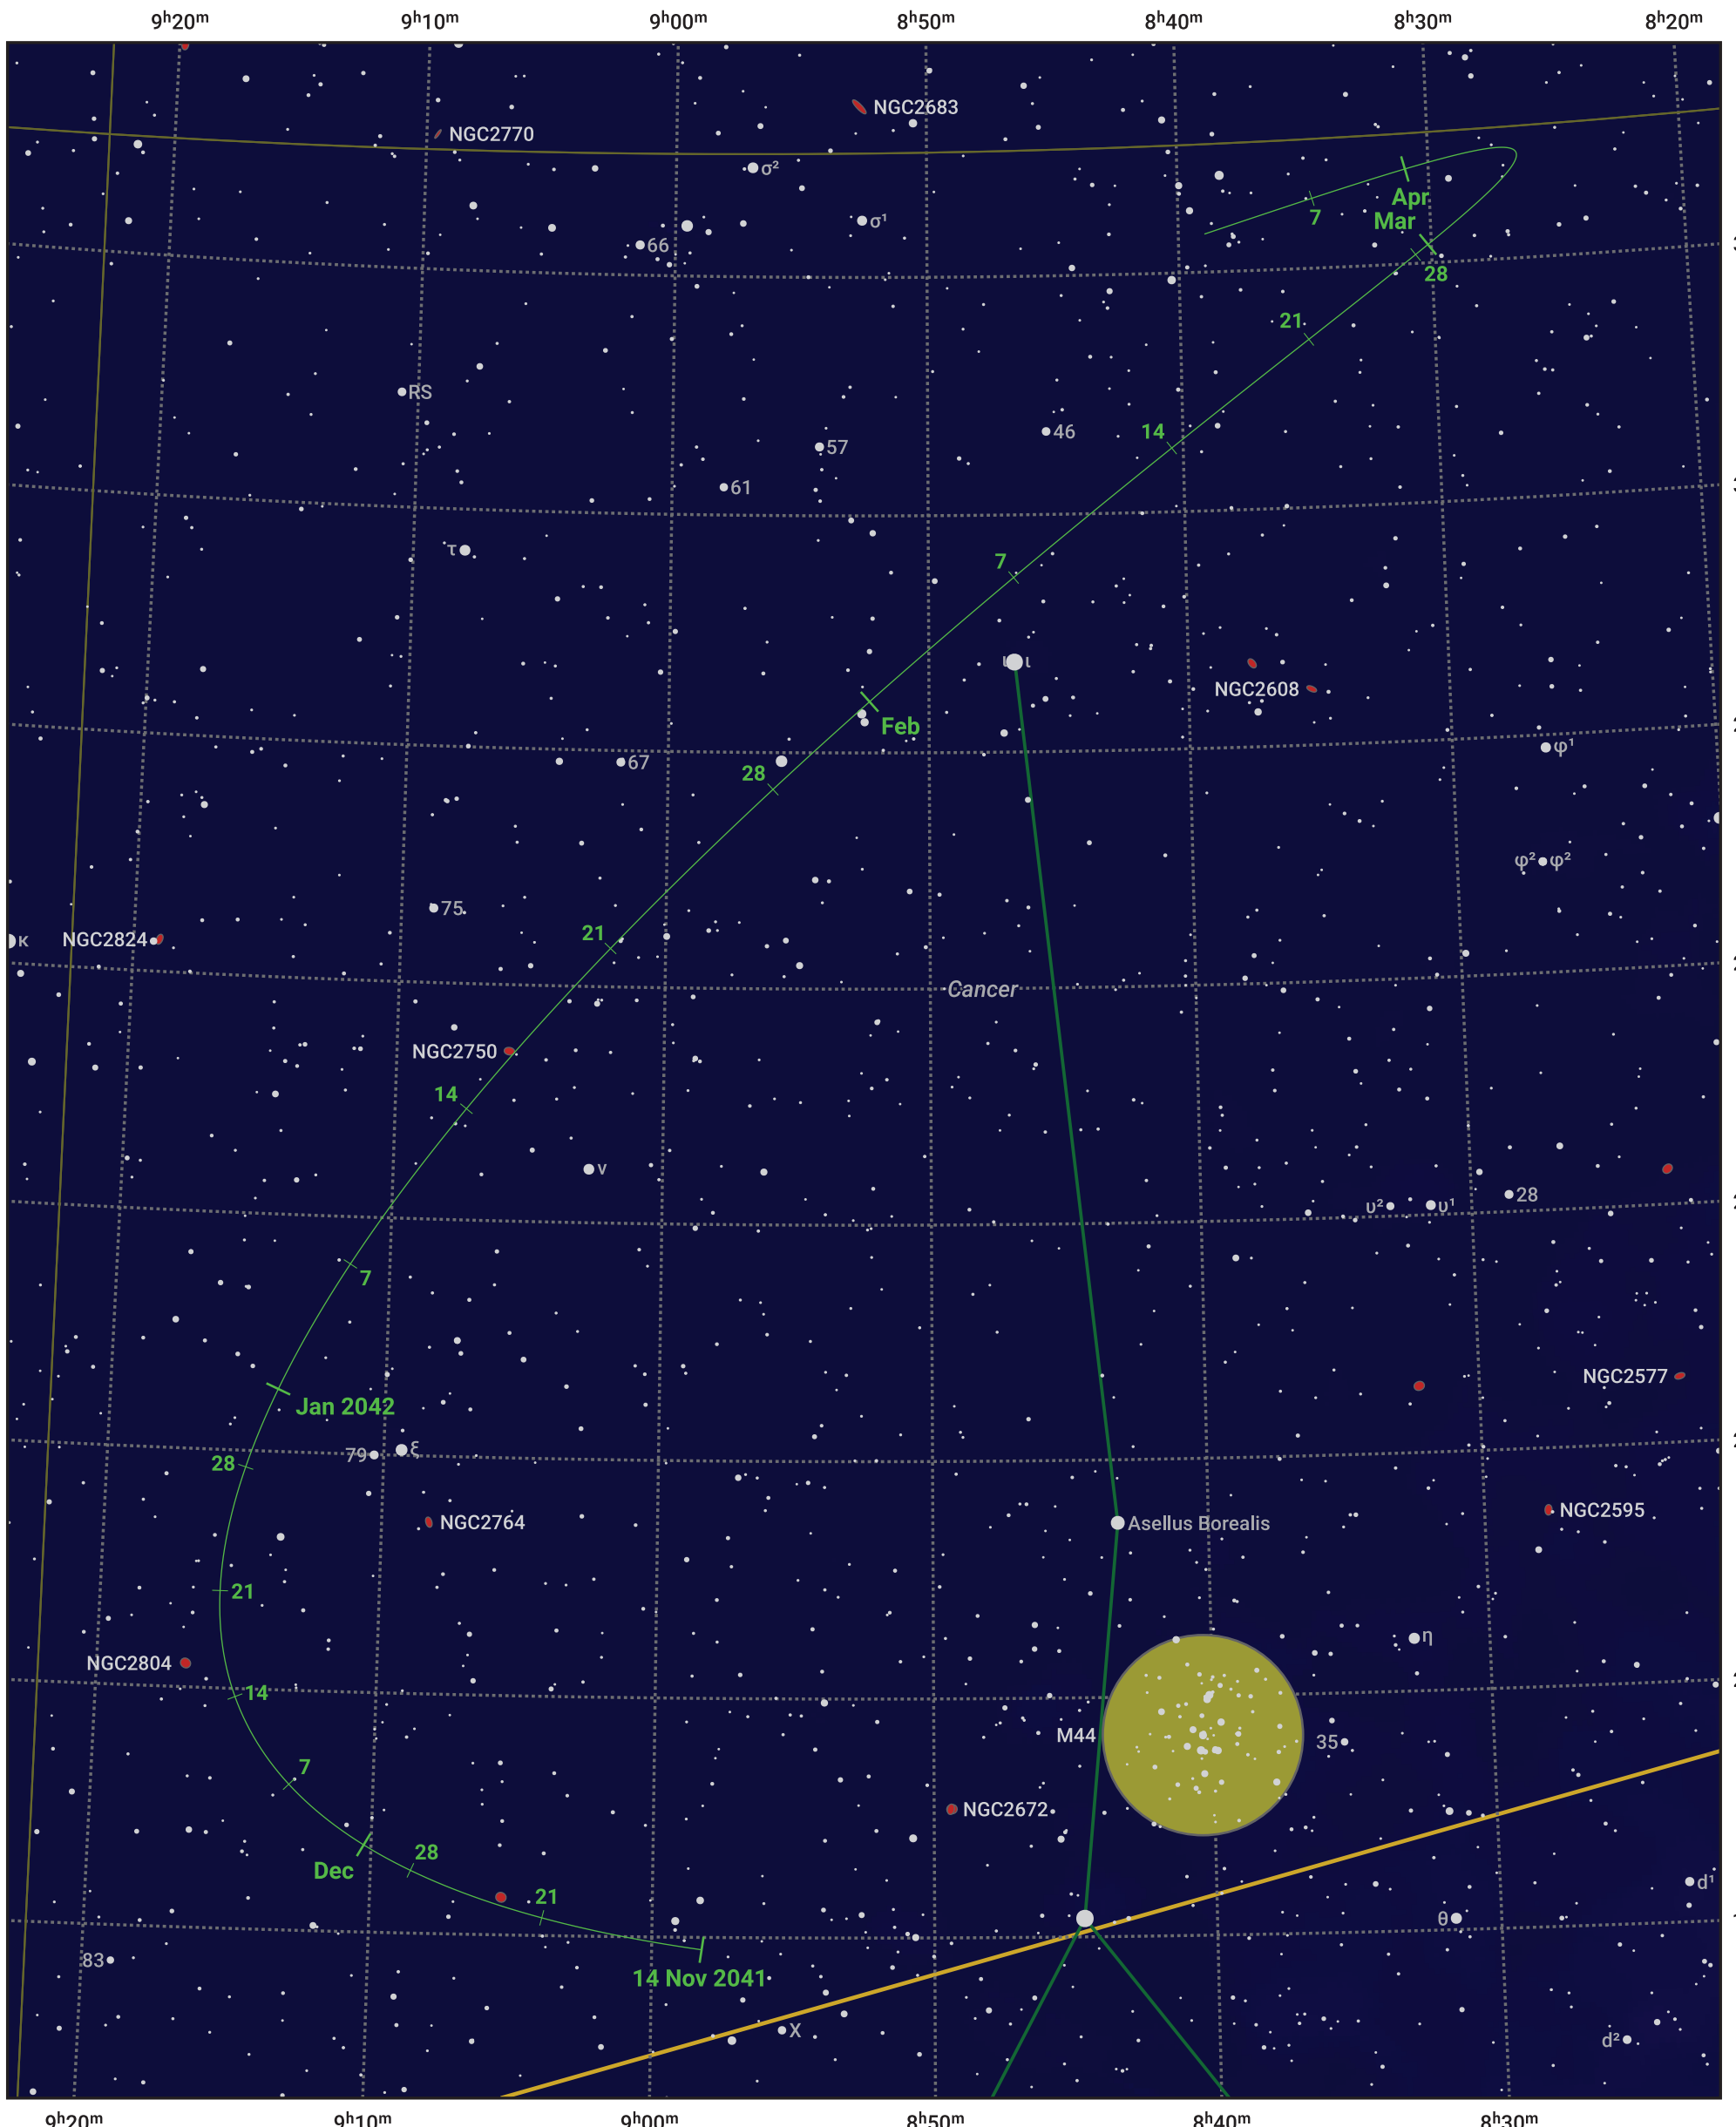 9ʰ20ᵐ 9ʰ10ᵐ 9ʰ00ᵐ 8ʰ50ᵐ 8ʰ40ᵐ 8ʰ30ᵐ 8ʰ20ᵐ
NGC2683
NGC2770
σ²
Apr
7
σ¹
Mar
66
28
21
RS
14
46
57
61
τ
7
ι
NGC2608
Feb
φ¹
67
28
φ² φ²
75
21
κ
NGC2824
Cancer
NGC2750
14
ν
28
υ² υ¹
7
NGC2577
Jan 2042
ξ
79
28
NGC2595
NGC2764
Asellus Borealis
21
η
NGC2804
14
M44
35
7
NGC2672
28
Dec
d¹
21
θ
83
14 Nov 2041
X
d²
9ʰ20ᵐ 9ʰ10ᵐ 9ʰ00ᵐ 8ʰ50ᵐ 8ʰ40ᵐ 8ʰ30ᵐ